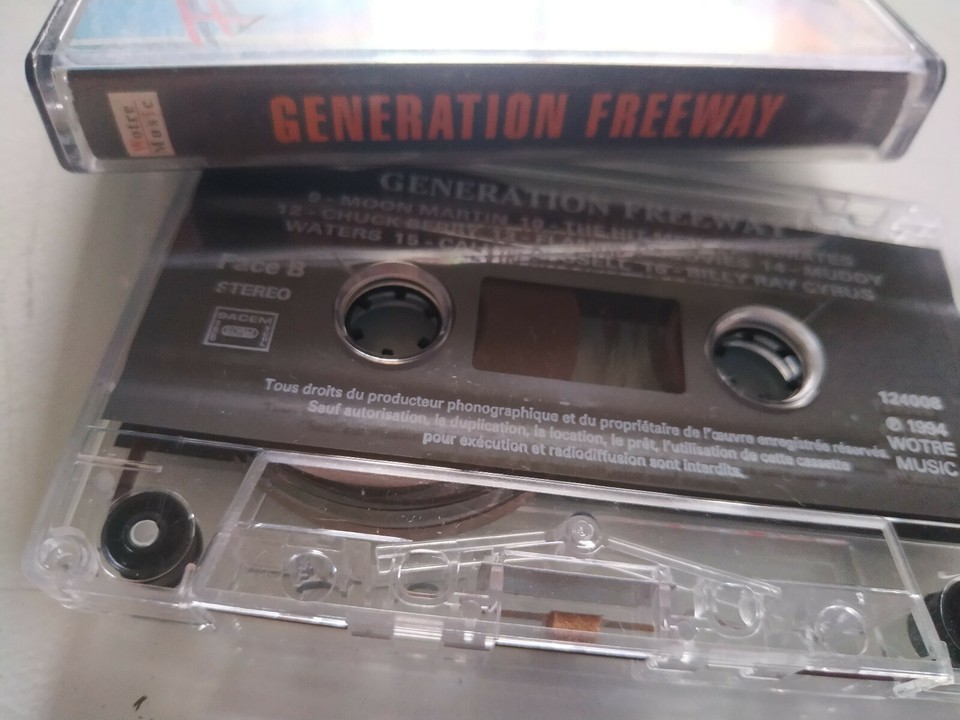 Wotre
Music
GENERATION FREEWAY
GENERATION FREEWAY
9 - MOON MARTIN 10 - THE
12 - CHUCK BERRY 13 - 14 - MUDDY
WATERS 15 - 16 - BILLY RAY CYRUS
Face B
STEREO
SACEM
Tous droits du producteur phonographique et du propriétaire de l'œuvre enregistrée réservés.
Sauf autorisation, la duplication, la location, le prêt, l'utilisation de cette cassette
pour exécution et radiodiffusion sont interdits.
124006
℗ 1994
WOTRE
MUSIC